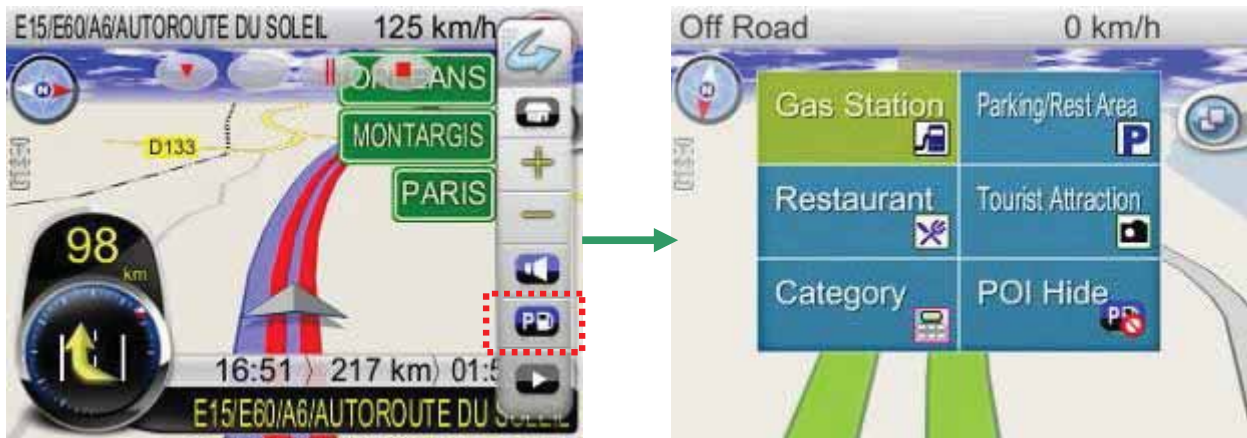 E15/E60/A6/AUTOROUTE DU SOLEIL 125 km/h
N
ORLEANS
MONTARGIS
D133
PARIS
98
km
P
16:51 217 km
E15/E60/A6/AUTOROUTE DU SOLEIL
Off Road 0 km/h
N
Gas Station Parking/Rest Area
P
Restaurant Tourist Attraction
Category POI Hide
P